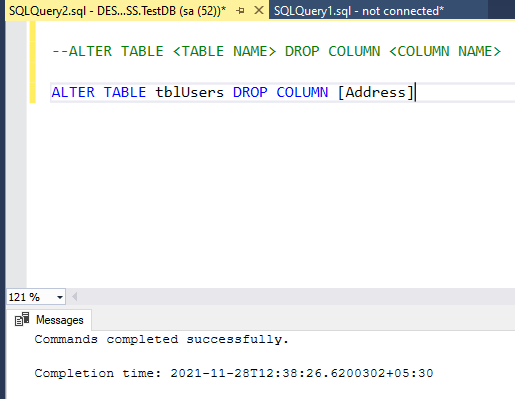 SQLQuery2.sql - DES...SS.TestDB (sa (52))* SQLQuery1.sql - not connected*
--ALTER TABLE <TABLE NAME> DROP COLUMN <COLUMN NAME>
ALTER TABLE tblUsers DROP COLUMN [Address]
121 %
Messages
Commands completed successfully.
Completion time: 2021-11-28T12:38:26.6200302+05:30